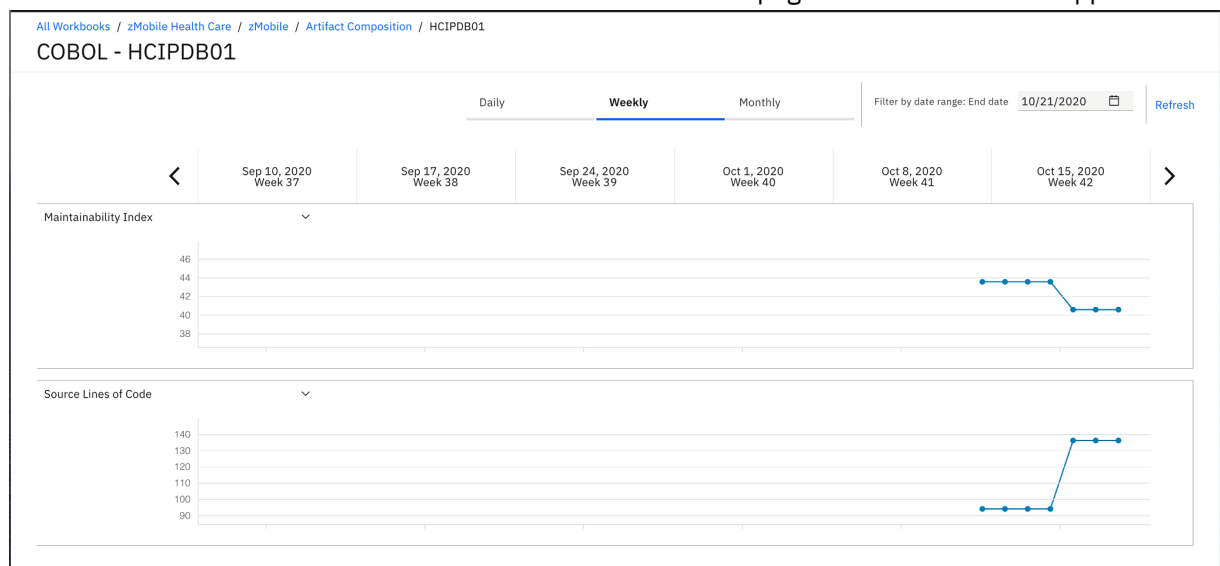 All Workbooks / zMobile Health Care / zMobile / Artifact Composition / HCIPDB01
COBOL - HCIPDB01
Daily Weekly Monthly Filter by date range: End date 10/21/2020 Refresh
Sep 10, 2020 Sep 17, 2020 Sep 24, 2020 Oct 1, 2020 Oct 8, 2020 Oct 15, 2020
Week 37 Week 38 Week 39 Week 40 Week 41 Week 42
Maintainability Index
46
44
42
40
38
Source Lines of Code
140
130
120
110
100
90